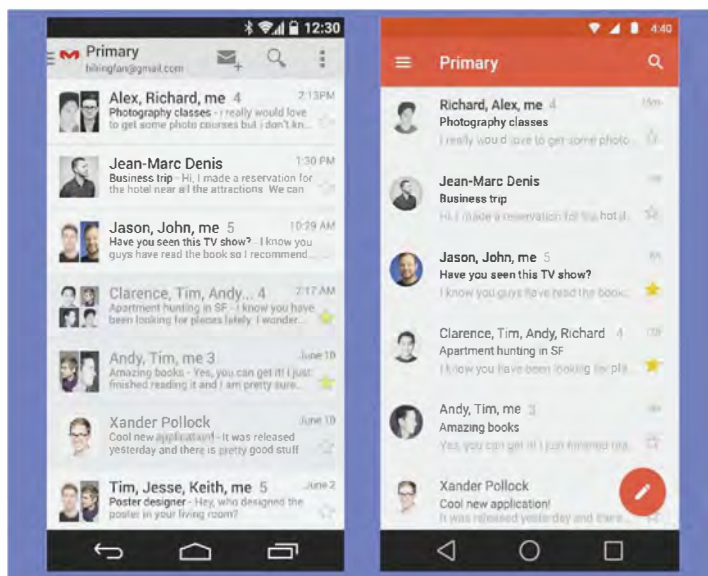 12:30
Primary
hikingfan@gmail.com
Alex, Richard, me 4 2:13PM
Photography classes - I really would love
to get some photo courses but i don't kn...
Jean-Marc Denis 1:30 PM
Business trip - Hi, I made a reservation for
the hotel near all the attractions. We can
Jason, John, me 5 10:29 AM
Have you seen this TV show? - I know you
guys have read the book so I recommend...
Clarence, Tim, Andy... 4 2:17 AM
Apartment hunting in SF - I know you have
been looking for places lately. I wonder...
Andy, Tim, me 3 June 10
Amazing books - Yes, you can get it! I just
finished reading it and I am pretty sure...
Xander Pollock June 10
Cool new application! - It was released
yesterday and there is pretty good stuff
Tim, Jesse, Keith, me 5 June 2
Poster designer - Hey, who designed the
poster in your living room?
4:40
Primary
Richard, Alex, me 4
Photography classes
I really would love to get some photo
Jean-Marc Denis
Business trip
Hi, I made a reservation for the hotel...
Jason, John, me 5
Have you seen this TV show?
I know you guys have read the book...
Clarence, Tim, Andy, Richard 4
Apartment hunting in SF
I know you have been looking for pla...
Andy, Tim, me 3
Amazing books
Yes, you can get it! I just finished rea...
Xander Pollock
Cool new application!
It was released yesterday and there...